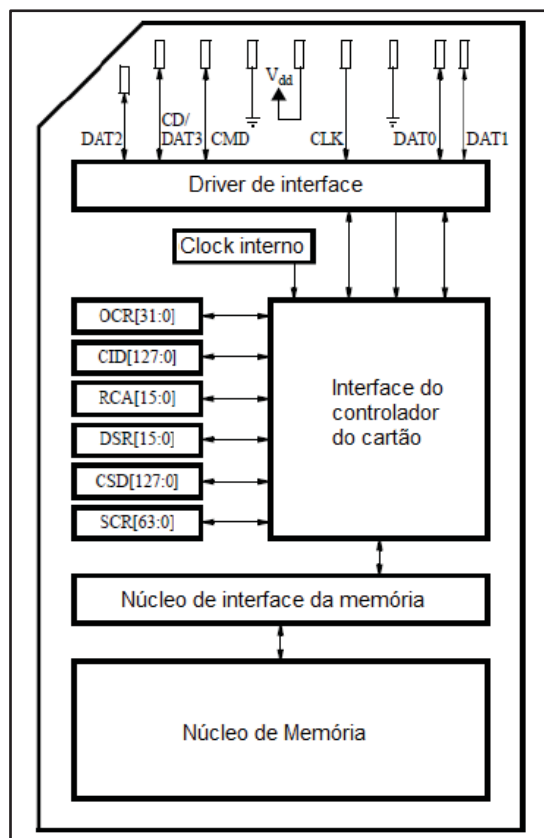 V_dd
CD/
DAT2 DAT3 CMD CLK DAT0 DAT1
Driver de interface
Clock interno
OCR[31:0]
CID[127:0]
RCA[15:0]
DSR[15:0]
CSD[127:0]
SCR[63:0]
Interface do
controlador
do cartão
Núcleo de interface da memória
Núcleo de Memória